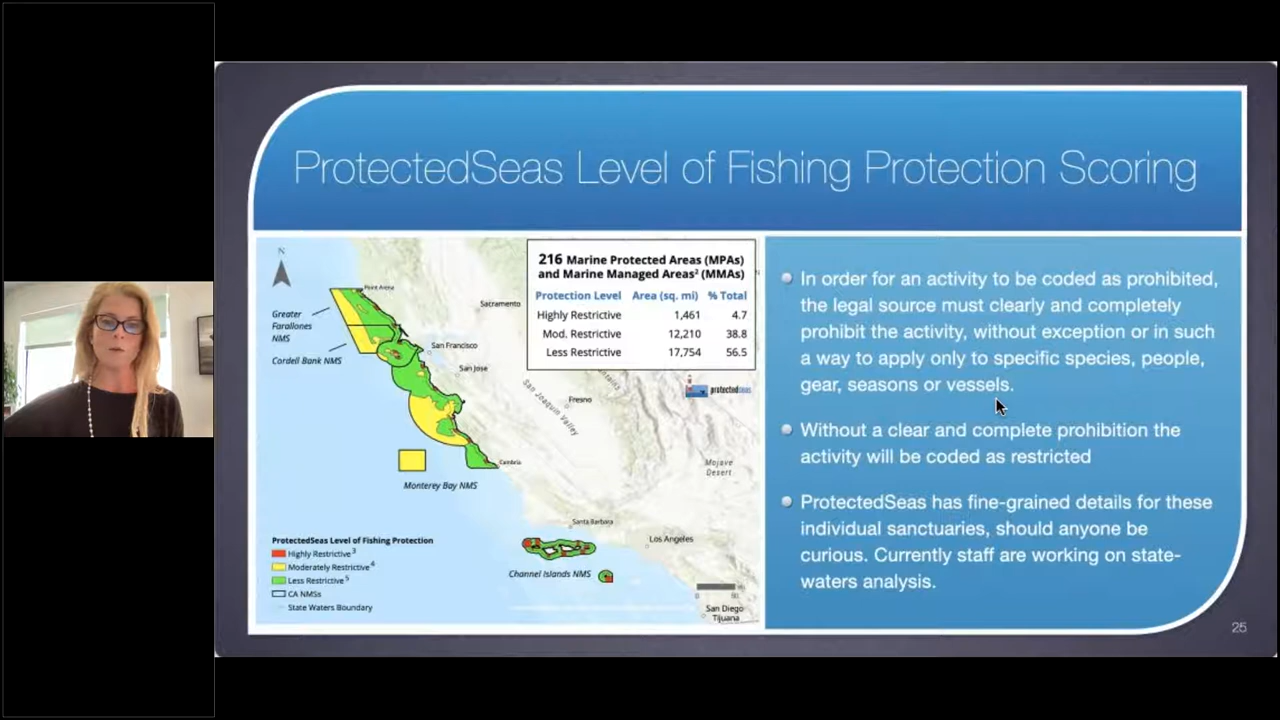 ProtectedSeas Level of Fishing Protection Scoring
N
Point Arena
Greater
Farallones
NMS
Cordell Bank NMS
Sacramento
San Francisco
San Jose
Fresno
San Joaquin Valley
Mojave
Desert
Cambria
Monterey Bay NMS
Santa Barbara
Los Angeles
Channel Islands NMS
San Diego
Tijuana
216 Marine Protected Areas (MPAs)
and Marine Managed Areas² (MMAs)
Protection Level Area (sq. mi) % Total
Highly Restrictive 1,461 4.7
Mod. Restrictive 12,210 38.8
Less Restrictive 17,754 56.5
protectedseas
ProtectedSeas Level of Fishing Protection
Highly Restrictive³
Moderately Restrictive⁴
Less Restrictive⁵
CA NMSs
State Waters Boundary
In order for an activity to be coded as prohibited,
the legal source must clearly and completely
prohibit the activity, without exception or in such
a way to apply only to specific species, people,
gear, seasons or vessels.
Without a clear and complete prohibition the
activity will be coded as restricted
ProtectedSeas has fine-grained details for these
individual sanctuaries, should anyone be
curious. Currently staff are working on state-
waters analysis.
25